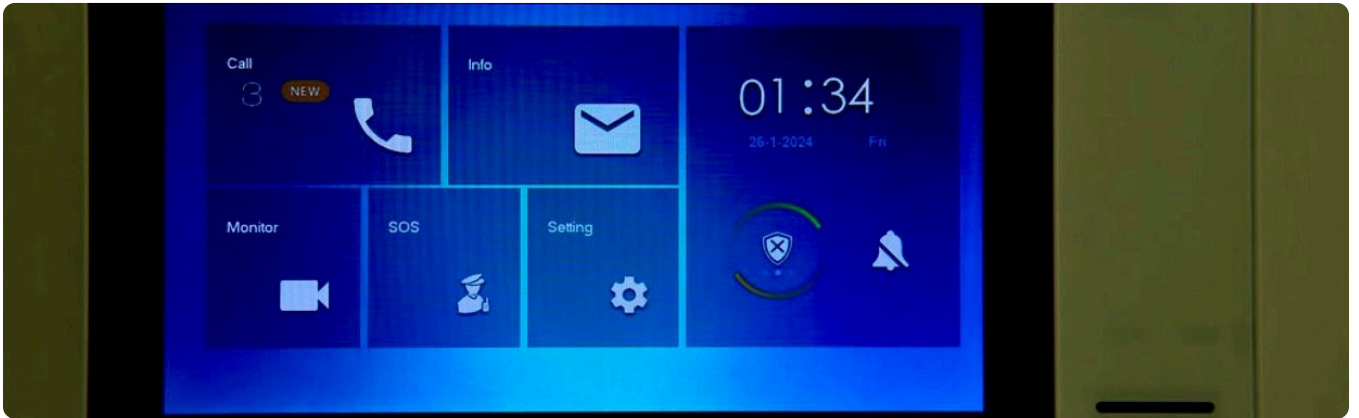 Call
3 NEW
Info
01:34
26-1-2024 Fri
Monitor
SOS
Setting